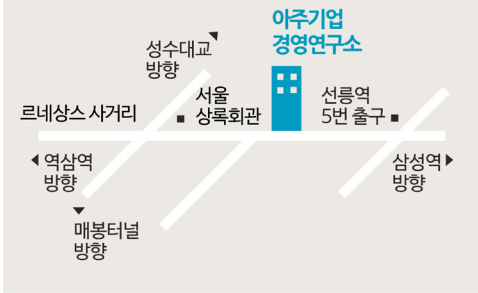 아주기업
경영연구소
성수대교
방향
서울
상록회관
선릉역
5번 출구
르네상스 사거리
역삼역
방향
삼성역
방향
매봉터널
방향